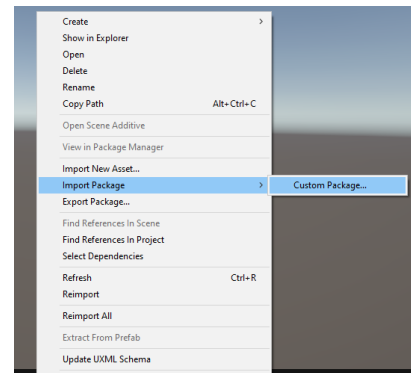 Create
Show in Explorer
Open
Delete
Rename
Copy Path Alt+Ctrl+C
Open Scene Additive
View in Package Manager
Import New Asset...
Import Package Custom Package...
Export Package...
Find References In Scene
Find References In Project
Select Dependencies
Refresh Ctrl+R
Reimport
Reimport All
Extract From Prefab
Update UXML Schema